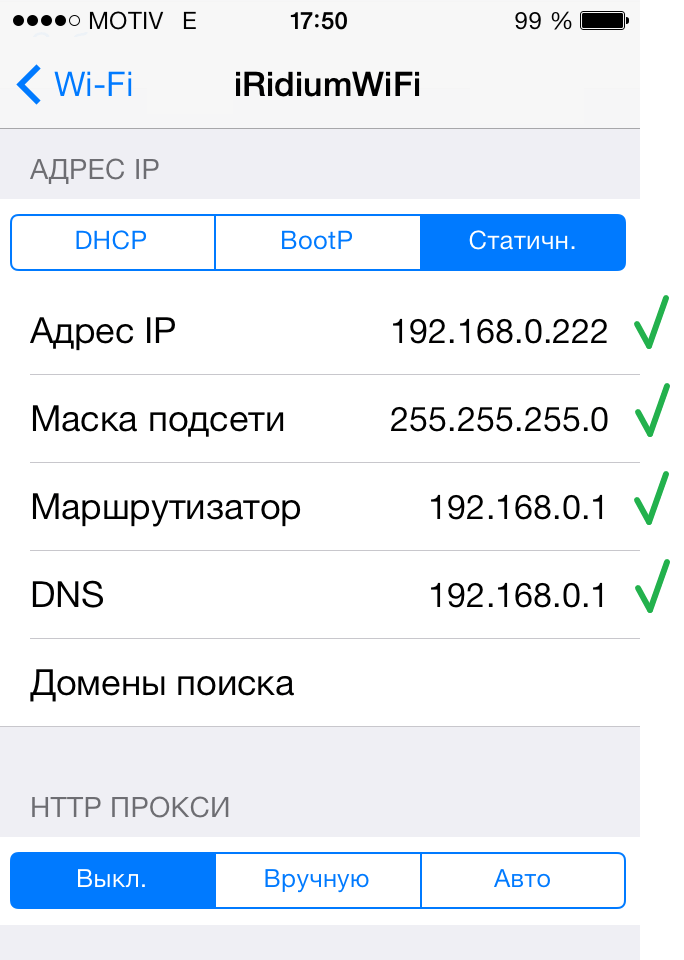 MOTIV E 17:50 99 %
Wi-Fi iRidiumWiFi
АДРЕС IP
DHCP BootP Статичн.
Адрес IP 192.168.0.222
Маска подсети 255.255.255.0
Маршрутизатор 192.168.0.1
DNS 192.168.0.1
Домены поиска
HTTP ПРОКСИ
Выкл. Вручную Авто